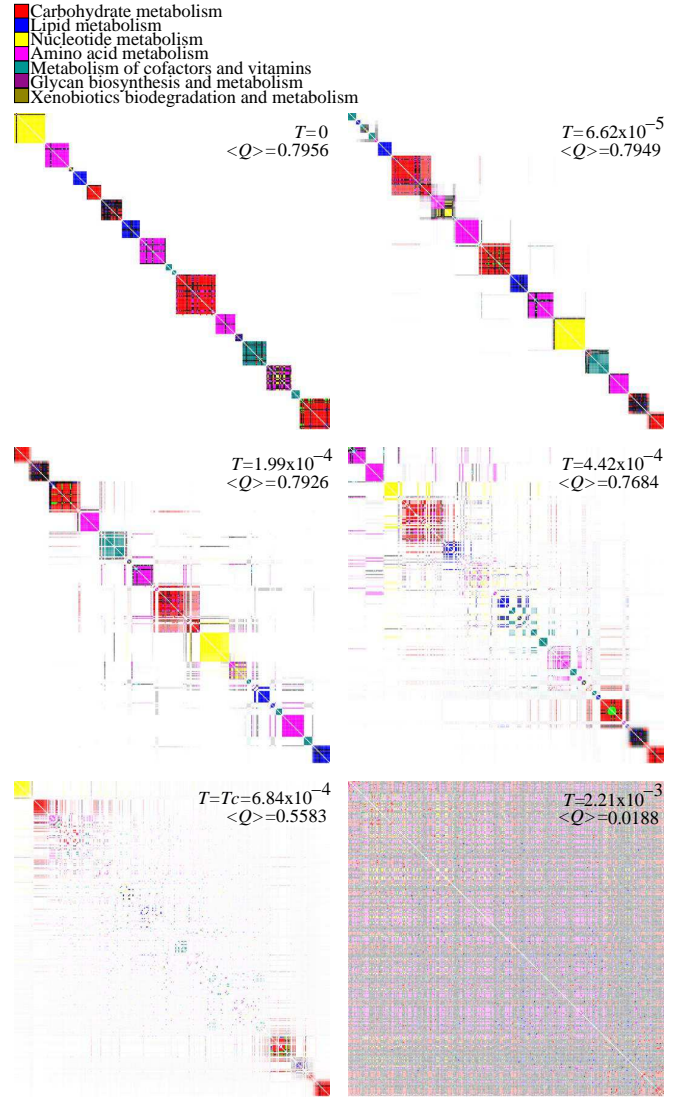 Carbohydrate metabolism
Lipid metabolism
Nucleotide metabolism
Amino acid metabolism
Metabolism of cofactors and vitamins
Glycan biosynthesis and metabolism
Xenobiotics biodegradation and metabolism
T=0
<Q>=0.7956
T=6.62x10−5
<Q>=0.7949
T=1.99x10−4
<Q>=0.7926
T=4.42x10−4
<Q>=0.7684
T=Tc=6.84x10−4
<Q>=0.5583
T=2.21x10−3
<Q>=0.0188